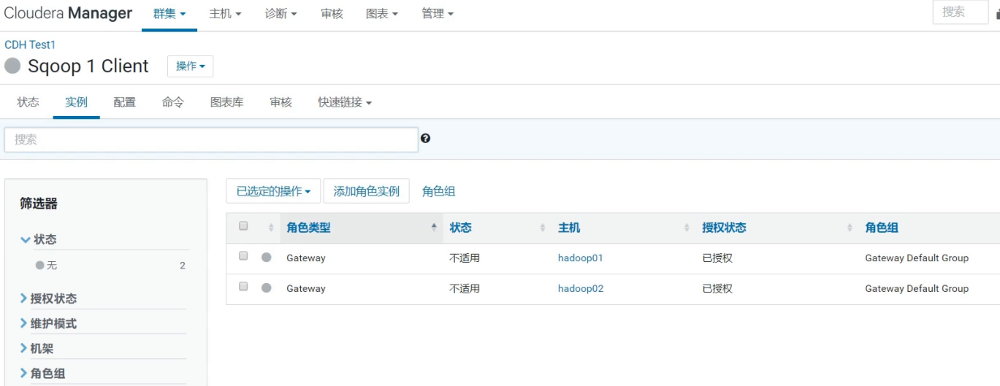 Cloudera Manager 群集 主机 诊断 审核 图表 管理 搜索
CDH Test1
Sqoop 1 Client 操作
状态 实例 配置 命令 图表库 审核 快速链接
搜索
筛选器
状态
无 2
授权状态
维护模式
机架
角色组
已选定的操作 添加角色实例 角色组
角色类型 状态 主机 授权状态 角色组
Gateway 不适用 hadoop01 已授权 Gateway Default Group
Gateway 不适用 hadoop02 已授权 Gateway Default Group